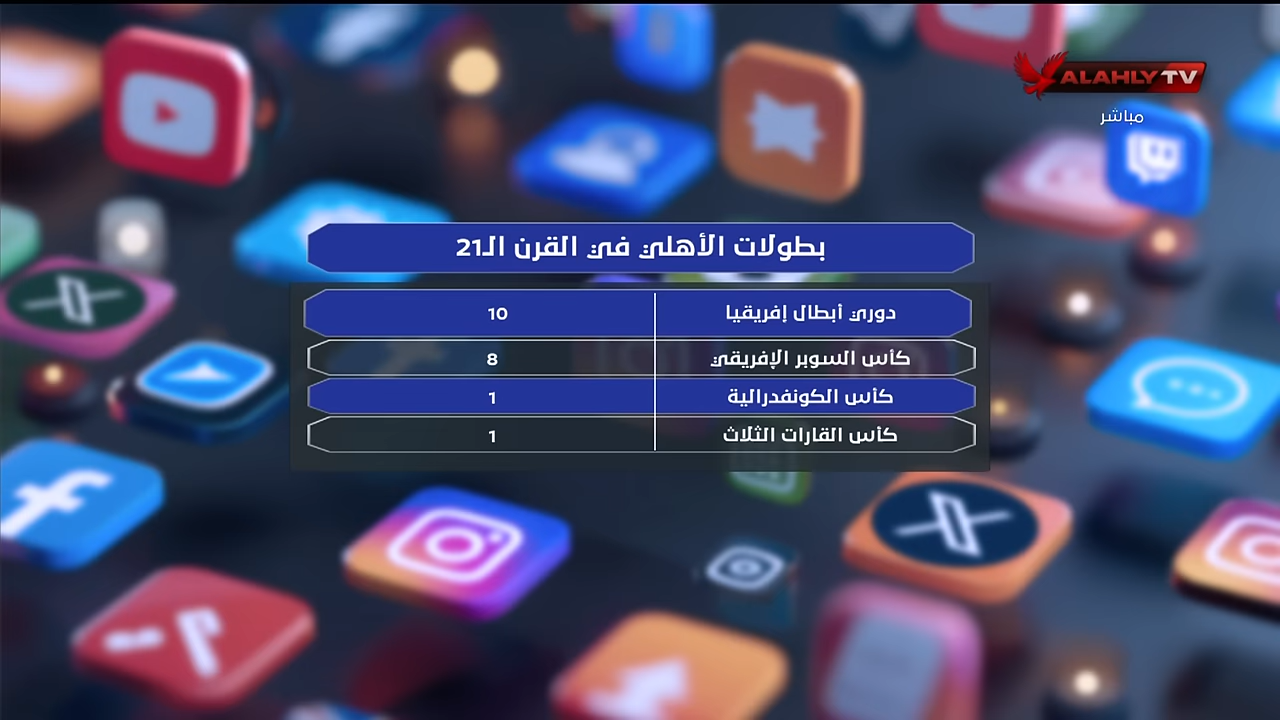 ALAHLY TV
مباشر
بطولات الأهلي في القرن الـ21
دوري أبطال إفريقيا 10
كأس السوبر الإفريقي 8
كأس الكونفدرالية 1
كأس القارات الثلاث 1